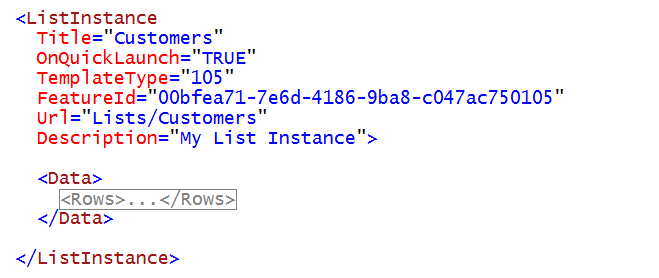 <ListInstance
Title="Customers"
OnQuickLaunch="TRUE"
TemplateType="105"
FeatureId="00bfea71-7e6d-4186-9ba8-c047ac750105"
Url="Lists/Customers"
Description="My List Instance">
<Data>
<Rows>...</Rows>
</Data>
</ListInstance>